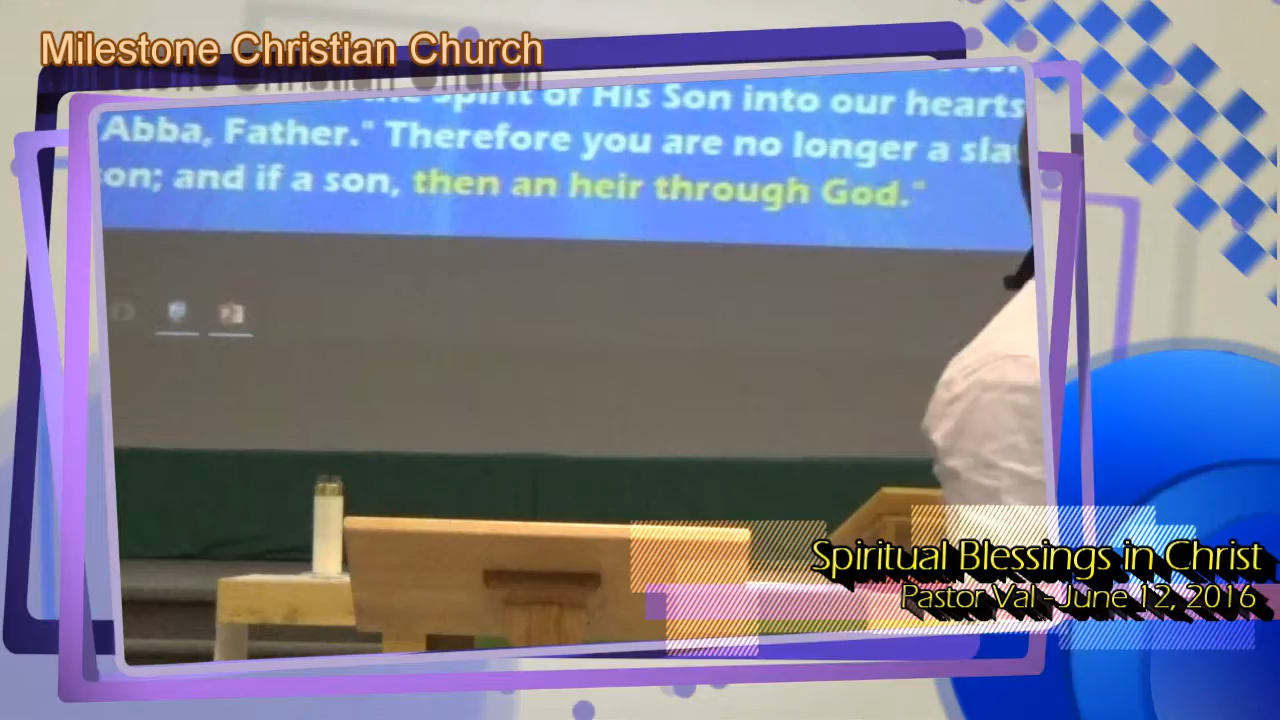 Milestone Christian Church
the Spirit of His Son into our hearts
Abba, Father." Therefore you are no longer a
on; and if a son, then an heir through God."
Spiritual Blessings in Christ
Pastor Val - June 12, 2016